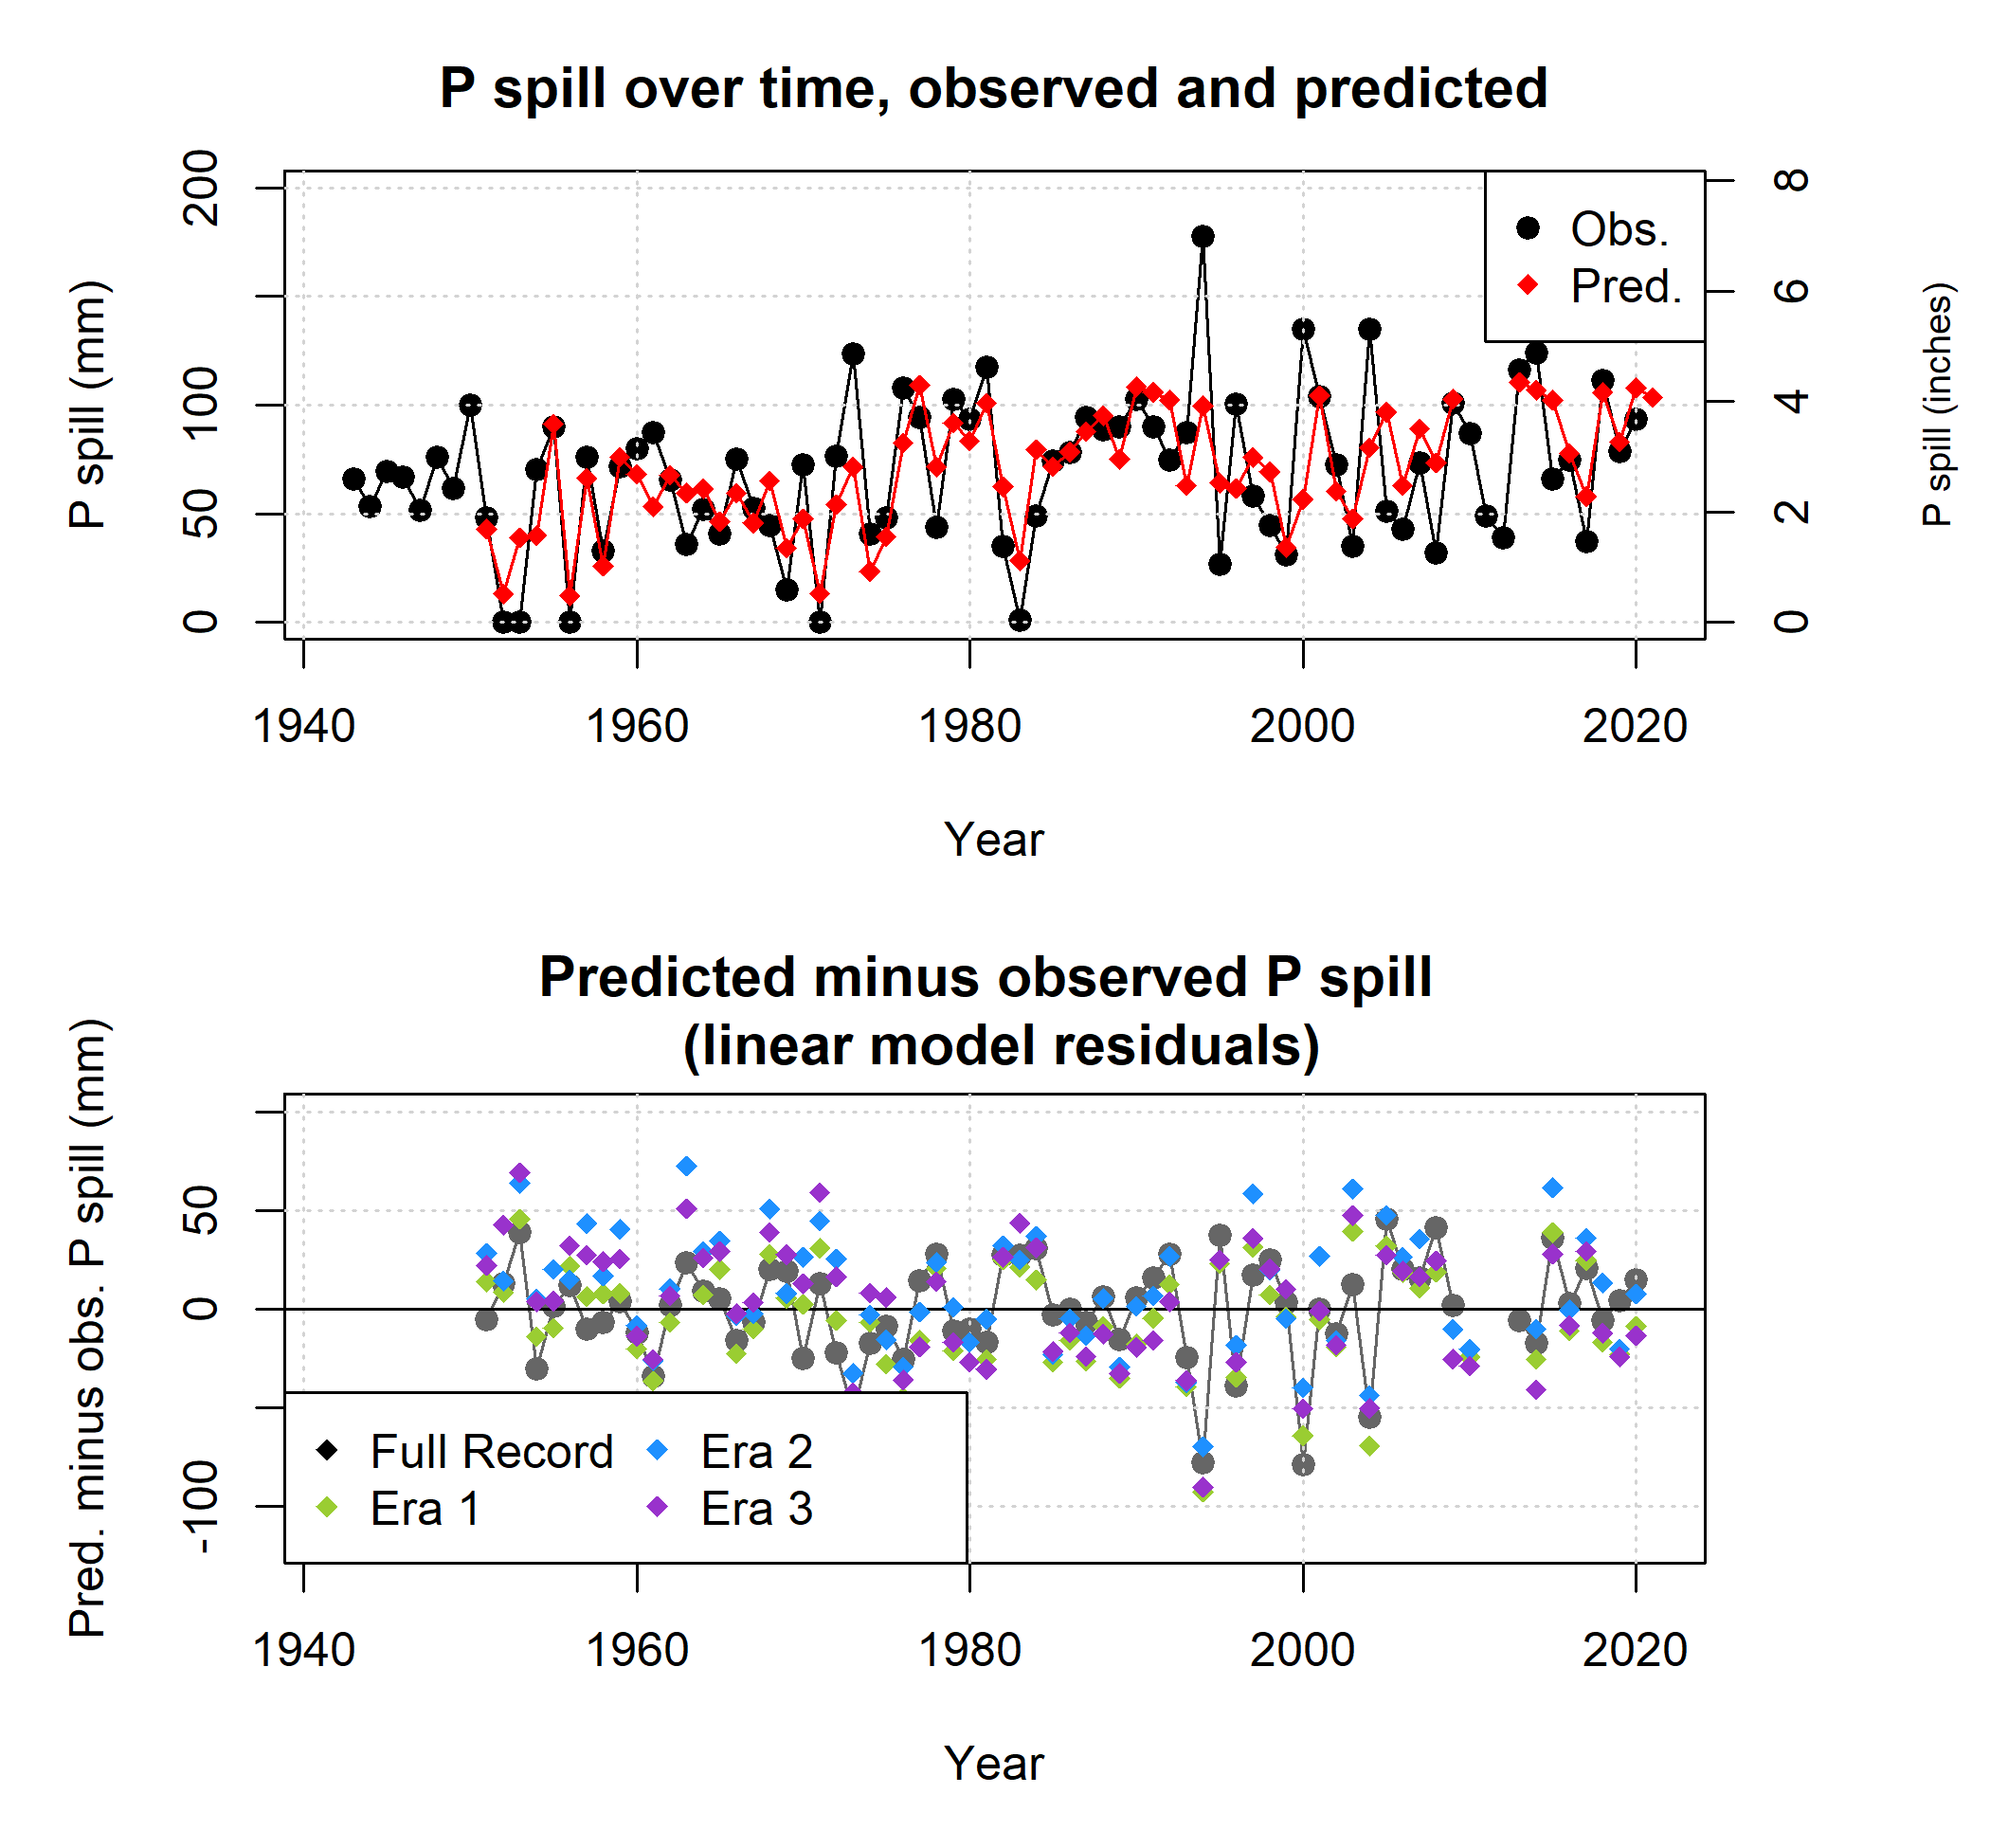 P spill over time, observed and predicted
P spill (mm)
200
100
50
0
8
6
4
2
0
P spill (inches)
Obs.
Pred.
1940 1960 1980 2000 2020
Year
Predicted minus observed P spill
(linear model residuals)
Pred. minus obs. P spill (mm)
50
0
-100
Full Record
Era 1
Era 2
Era 3
1940 1960 1980 2000 2020
Year